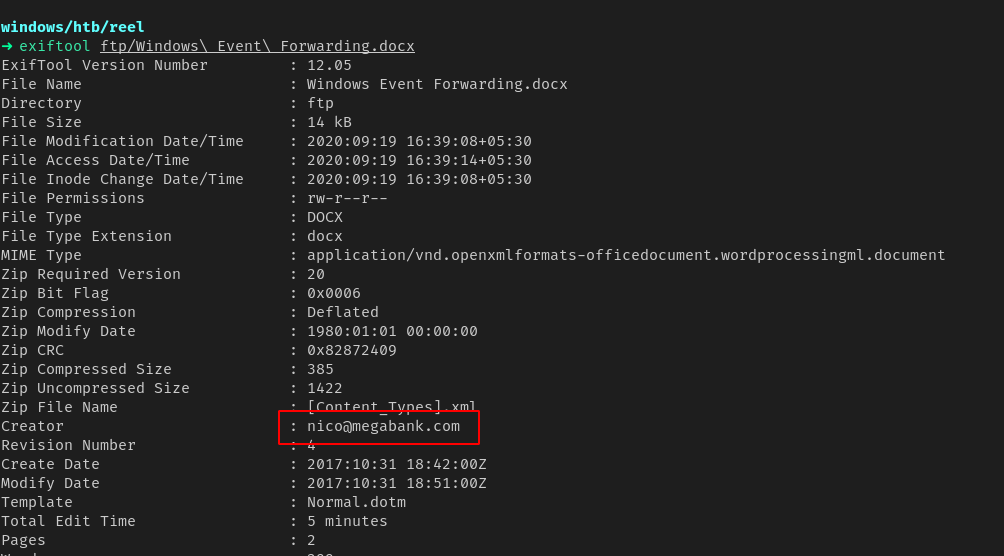 windows/htb/reel
→ exiftool ftp/Windows\ Event\ Forwarding.docx
ExifTool Version Number : 12.05
File Name : Windows Event Forwarding.docx
Directory : ftp
File Size : 14 kB
File Modification Date/Time : 2020:09:19 16:39:08+05:30
File Access Date/Time : 2020:09:19 16:39:14+05:30
File Inode Change Date/Time : 2020:09:19 16:39:08+05:30
File Permissions : rw-r--r--
File Type : DOCX
File Type Extension : docx
MIME Type : application/vnd.openxmlformats-officedocument.wordprocessingml.document
Zip Required Version : 20
Zip Bit Flag : 0x0006
Zip Compression : Deflated
Zip Modify Date : 1980:01:01 00:00:00
Zip CRC : 0x82872409
Zip Compressed Size : 385
Zip Uncompressed Size : 1422
Zip File Name : [Content_Types].xml
Creator : nico@megabank.com
Revision Number : 4
Create Date : 2017:10:31 18:42:00Z
Modify Date : 2017:10:31 18:51:00Z
Template : Normal.dotm
Total Edit Time : 5 minutes
Pages : 2